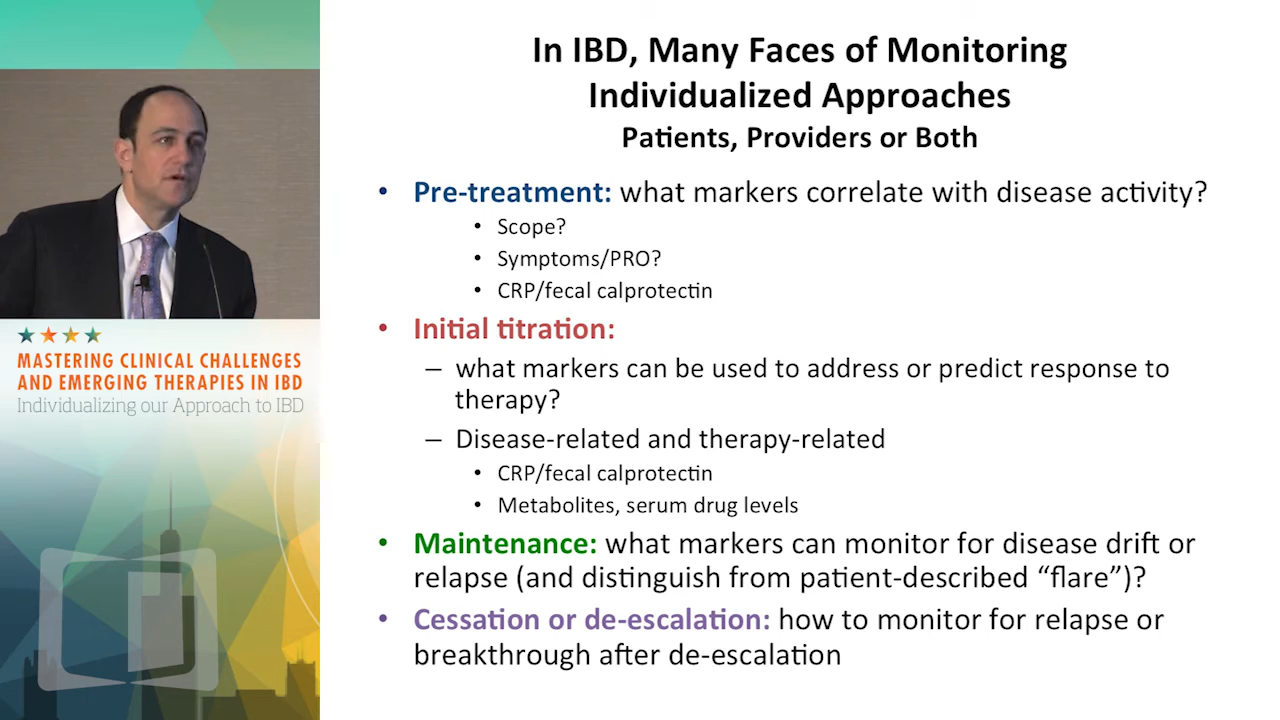 In IBD, Many Faces of Monitoring
Individualized Approaches
Patients, Providers or Both
• Pre-treatment: what markers correlate with disease activity?
• Scope?
• Symptoms/PRO?
• CRP/fecal calprotectin
• Initial titration:
– what markers can be used to address or predict response to
therapy?
– Disease-related and therapy-related
• CRP/fecal calprotectin
• Metabolites, serum drug levels
• Maintenance: what markers can monitor for disease drift or
relapse (and distinguish from patient-described “flare”)?
• Cessation or de-escalation: how to monitor for relapse or
breakthrough after de-escalation
MASTERING CLINICAL CHALLENGES
AND EMERGING THERAPIES IN IBD
Individualizing our Approach to IBD